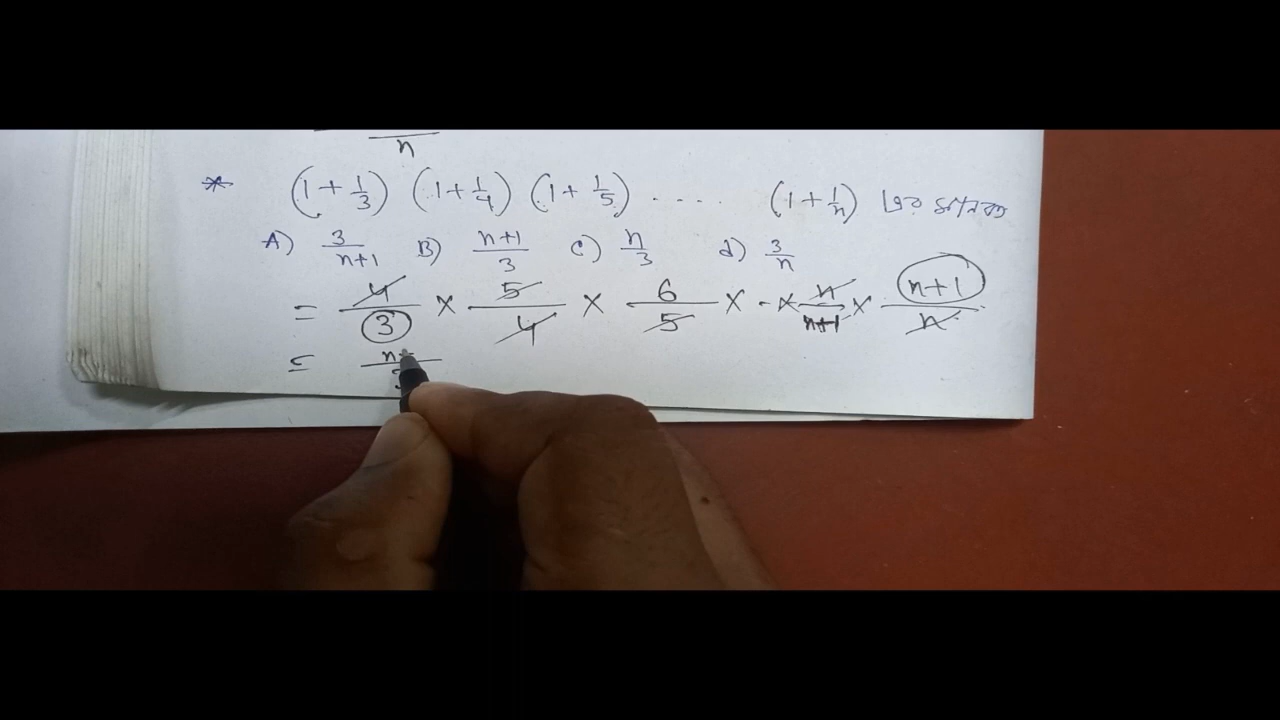 n
* (1 + 1/3) (1 + 1/4) (1 + 1/5) . . . . (1 + 1/n) এর মান কত
A) 3/n+1 B) n+1/3 c) n/3 d) 3/n
= 4/3 × 5/4 × 6/5 × - × n/n+1 × n+1/n
= n